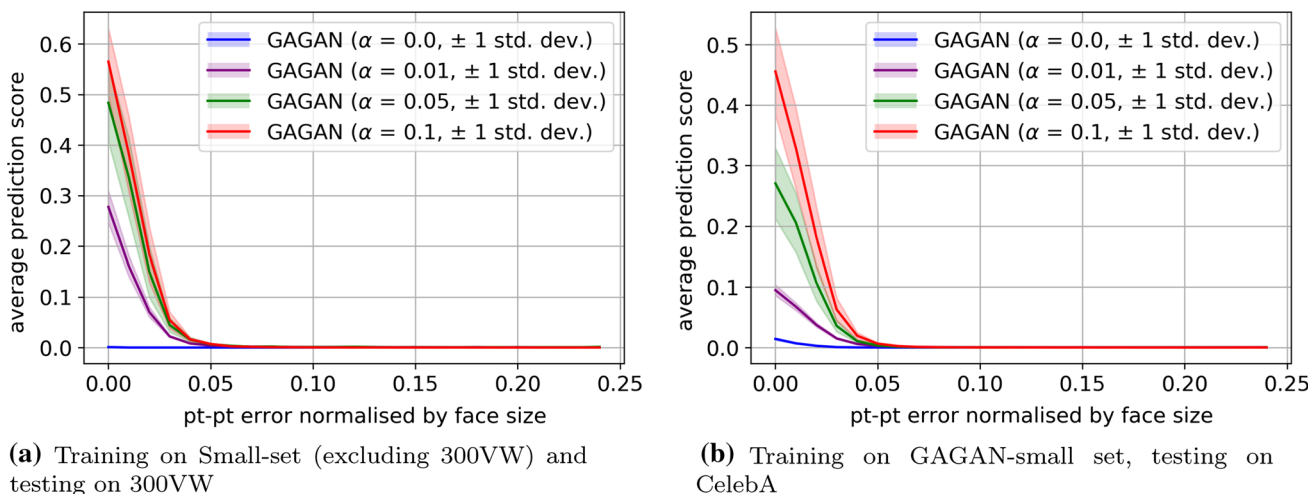 GAGAN (α = 0.0, ± 1 std. dev.)
GAGAN (α = 0.01, ± 1 std. dev.)
GAGAN (α = 0.05, ± 1 std. dev.)
GAGAN (α = 0.1, ± 1 std. dev.)
average prediction score
0.6
0.5
0.4
0.3
0.2
0.1
0.0
0.00 0.05 0.10 0.15 0.20 0.25
pt-pt error normalised by face size
(a) Training on Small-set (excluding 300VW) and
testing on 300VW
GAGAN (α = 0.0, ± 1 std. dev.)
GAGAN (α = 0.01, ± 1 std. dev.)
GAGAN (α = 0.05, ± 1 std. dev.)
GAGAN (α = 0.1, ± 1 std. dev.)
average prediction score
0.5
0.4
0.3
0.2
0.1
0.0
0.00 0.05 0.10 0.15 0.20 0.25
pt-pt error normalised by face size
(b) Training on GAGAN-small set, testing on
CelebA